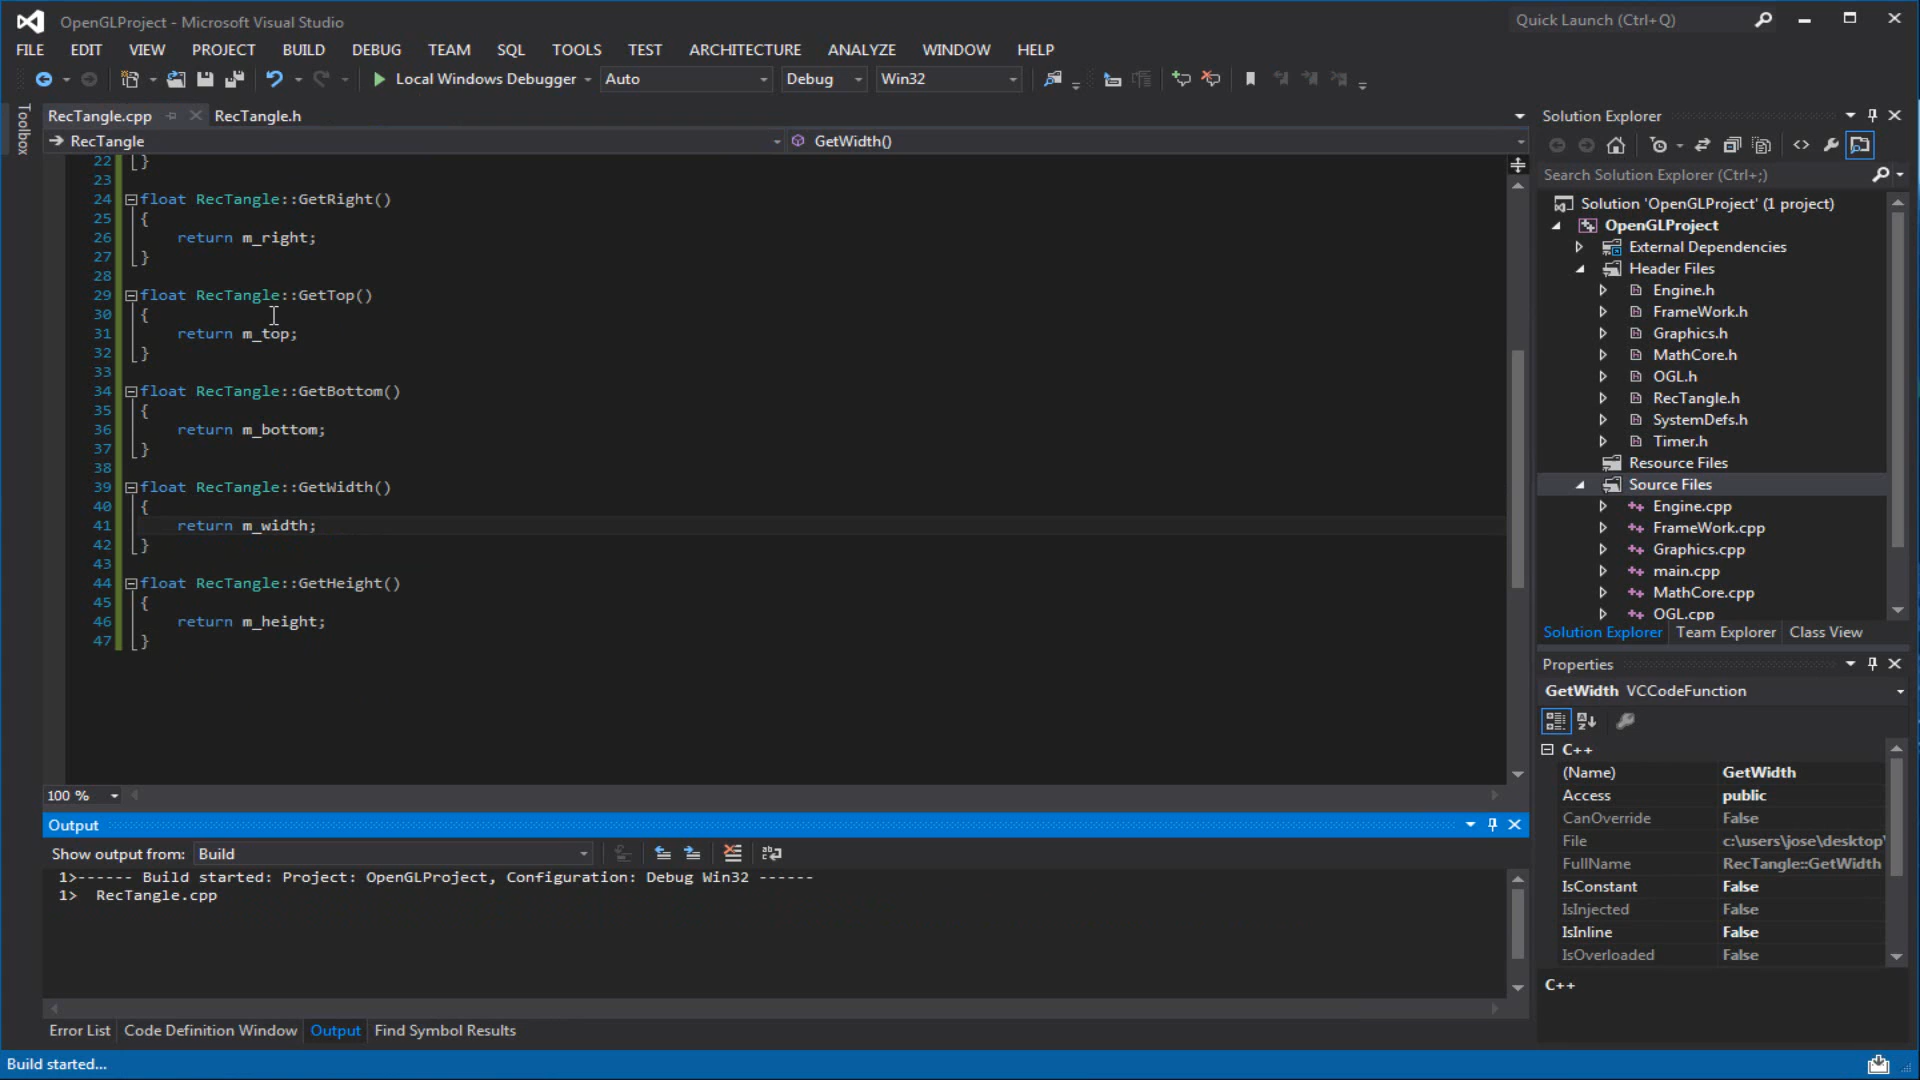 OpenGLProject - Microsoft Visual Studio
Quick Launch (Ctrl+Q)
FILE EDIT VIEW PROJECT BUILD DEBUG TEAM SQL TOOLS TEST ARCHITECTURE ANALYZE WINDOW HELP
Local Windows Debugger Auto Debug Win32
Toolbox
RecTangle.cpp RecTangle.h
RecTangle GetWidth()
22 }
23
24 float RecTangle::GetRight()
25 {
26 return m_right;
27 }
28
29 float RecTangle::GetTop()
30 {
31 return m_top;
32 }
33
34 float RecTangle::GetBottom()
35 {
36 return m_bottom;
37 }
38
39 float RecTangle::GetWidth()
40 {
41 return m_width;
42 }
43
44 float RecTangle::GetHeight()
45 {
46 return m_height;
47 }
100 %
Output
Show output from: Build
1>------ Build started: Project: OpenGLProject, Configuration: Debug Win32 ------
1> RecTangle.cpp
Error List Code Definition Window Output Find Symbol Results
Build started...
Solution Explorer
Search Solution Explorer (Ctrl+;)
Solution 'OpenGLProject' (1 project)
OpenGLProject
External Dependencies
Header Files
Engine.h
FrameWork.h
Graphics.h
MathCore.h
OGL.h
RecTangle.h
SystemDefs.h
Timer.h
Resource Files
Source Files
Engine.cpp
FrameWork.cpp
Graphics.cpp
main.cpp
MathCore.cpp
OGL.cpp
Solution Explorer Team Explorer Class View
Properties
GetWidth VCCodeFunction
C++
(Name) GetWidth
Access public
CanOverride False
File c:\users\jose\desktop\
FullName RecTangle::GetWidth
IsConstant False
IsInjected False
IsInline False
IsOverloaded False
C++